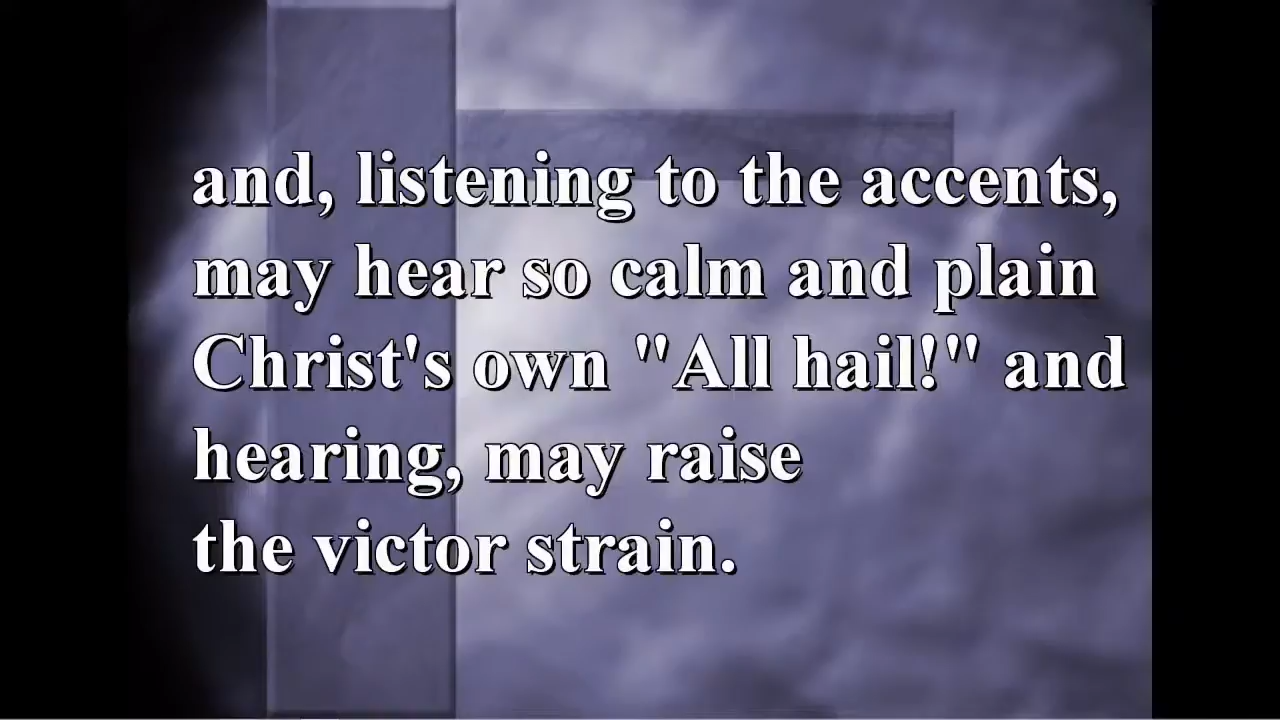 and, listening to the accents,
may hear so calm and plain
Christ's own "All hail!" and
hearing, may raise
the victor strain.